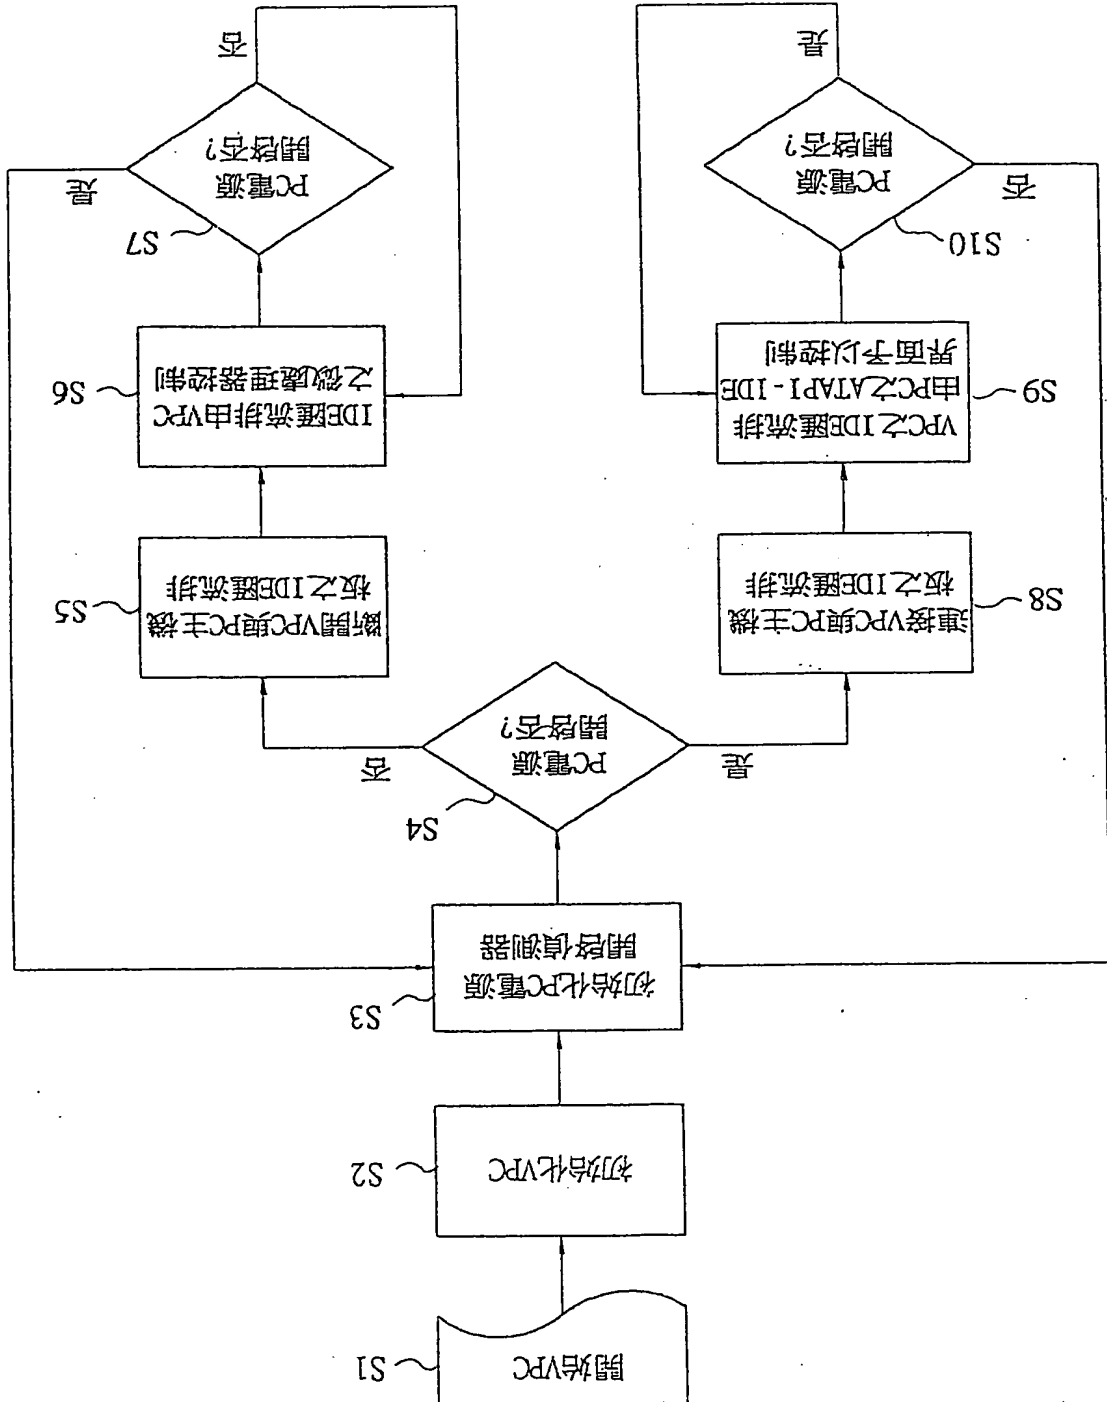 開始VPC
S1
初始化VPC
S2
初始化PC電源
開啓偵測器
S3
PC電源
開啓否?
S4
是
否
連接VPC與PC主機
板之IDE匯流排
S8
斷開VPC與PC主機
板之IDE匯流排
S5
VPC之IDE匯流排
由PC之ATAPI-IDE
界面予以控制
S9
IDE匯流排由VPC
之微處理器控制
S6
PC電源
開啓否?
S10
否
是
PC電源
開啓否?
S7
是
否